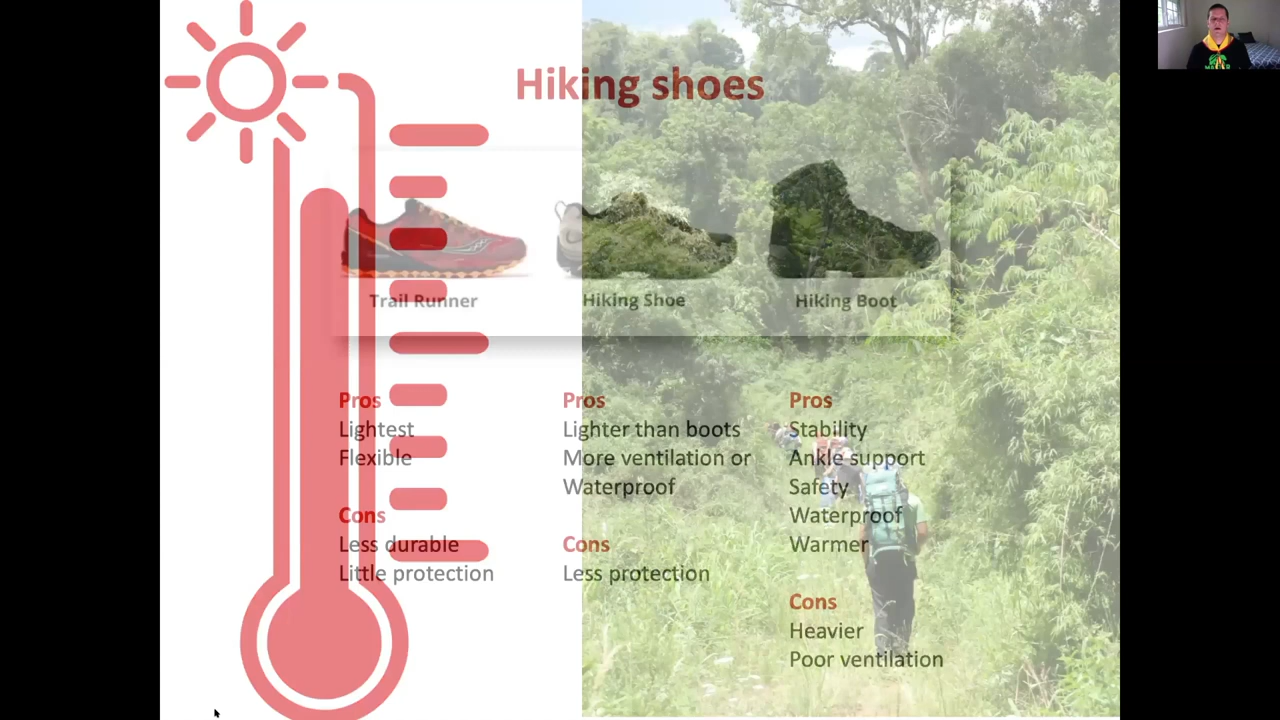 Hiking shoes
Trail Runner
Hiking Shoe
Hiking Boot
Pros
Lightest
Flexible
Cons
Less durable
Little protection
Pros
Lighter than boots
More ventilation or
Waterproof
Cons
Less protection
Pros
Stability
Ankle support
Safety
Waterproof
Warmer
Cons
Heavier
Poor ventilation